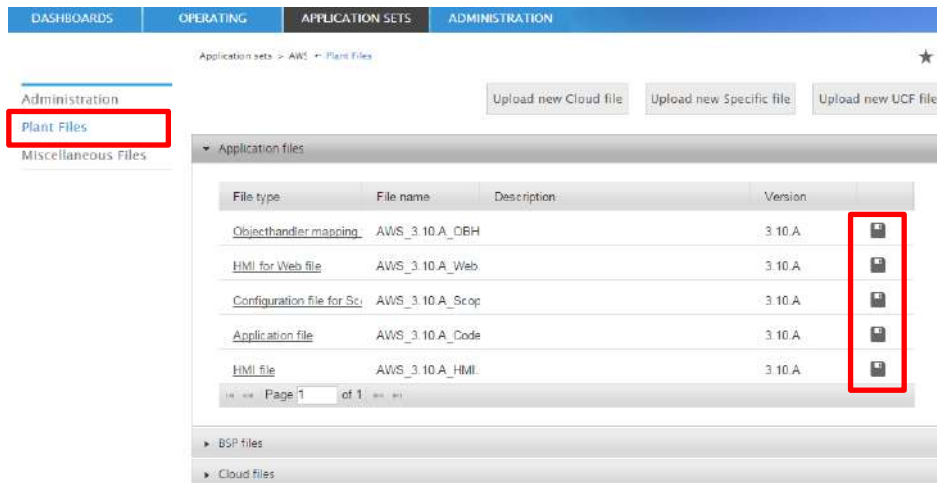 DASHBOARDS OPERATING APPLICATION SETS ADMINISTRATION
Application sets > AWS Plant Files
Administration
Plant Files
Miscellaneous Files
Upload new Cloud file Upload new Specific file Upload new UCF file
Application files
File type File name Description Version
Objecthandler mapping_ AWS_3.10.A_OBH 3.10.A
HMI for Web file AWS_3.10.A_Web. 3.10.A
Configuration file for Sc AWS_3.10.A_Scop 3.10.A
Application file AWS_3.10.A_Code 3.10.A
HMI file AWS_3.10.A_HMI. 3.10.A
Page 1 of 1
BSP files
Cloud files